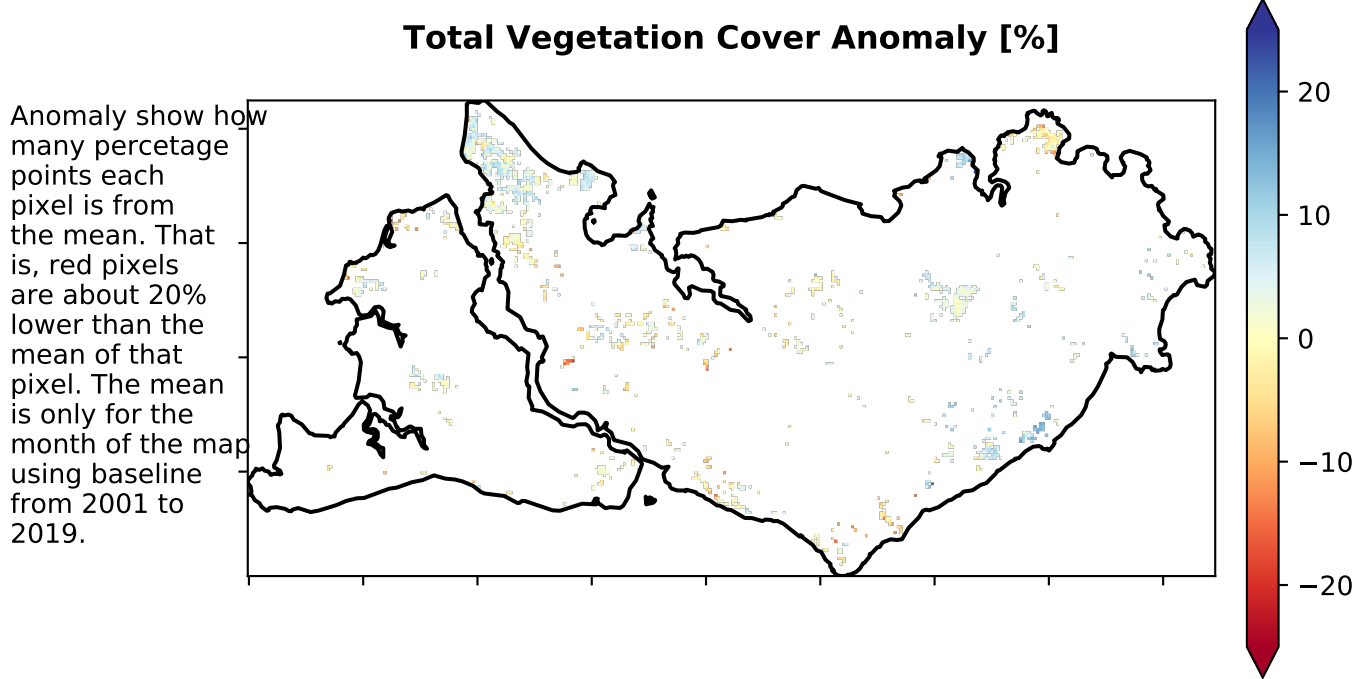 Total Vegetation Cover Anomaly [%]
Anomaly show how
many percetage
points each
pixel is from
the mean. That
is, red pixels
are about 20%
lower than the
mean of that
pixel. The mean
is only for the
month of the map
using baseline
from 2001 to
2019.
20
10
0
−10
−20